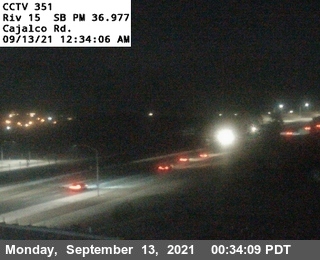 CCTV 351
Riv 15 SB PM 36.977
Cajalco Rd.
09/13/21 12:34:06 AM
Monday, September 13, 2021 00:34:09 PDT